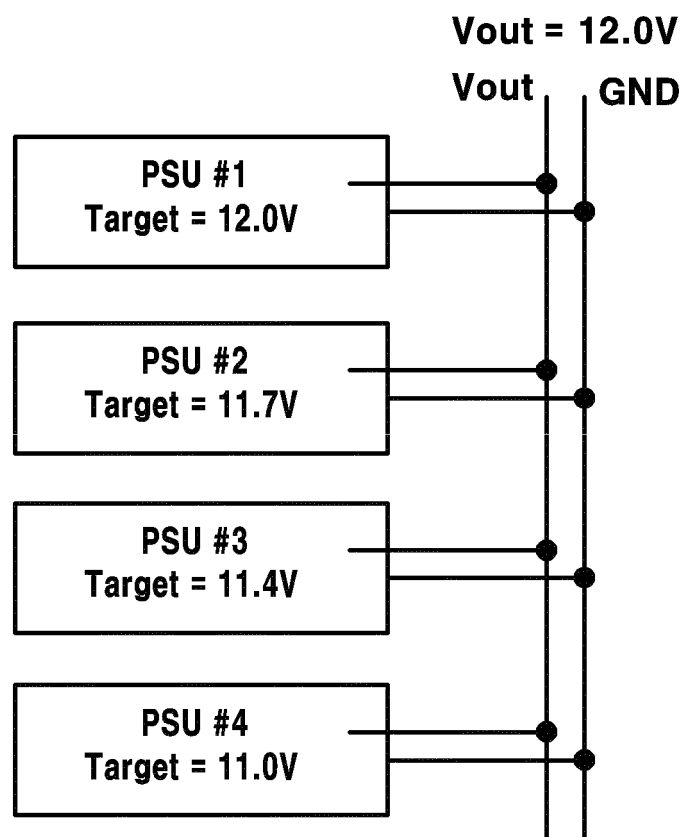 Vout = 12.0V
Vout GND
PSU #1
Target = 12.0V
PSU #2
Target = 11.7V
PSU #3
Target = 11.4V
PSU #4
Target = 11.0V